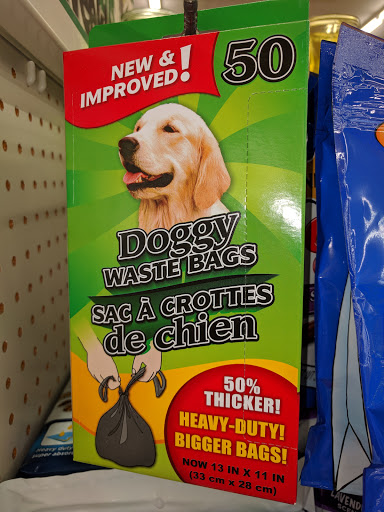 NEW &
IMPROVED!
50
Doggy
WASTE BAGS
SAC À CROTTES
de chien
50%
THICKER!
HEAVY-DUTY!
BIGGER BAGS!
NOW 13 IN X 11 IN
(33 cm x 28 cm)
LAVENDER